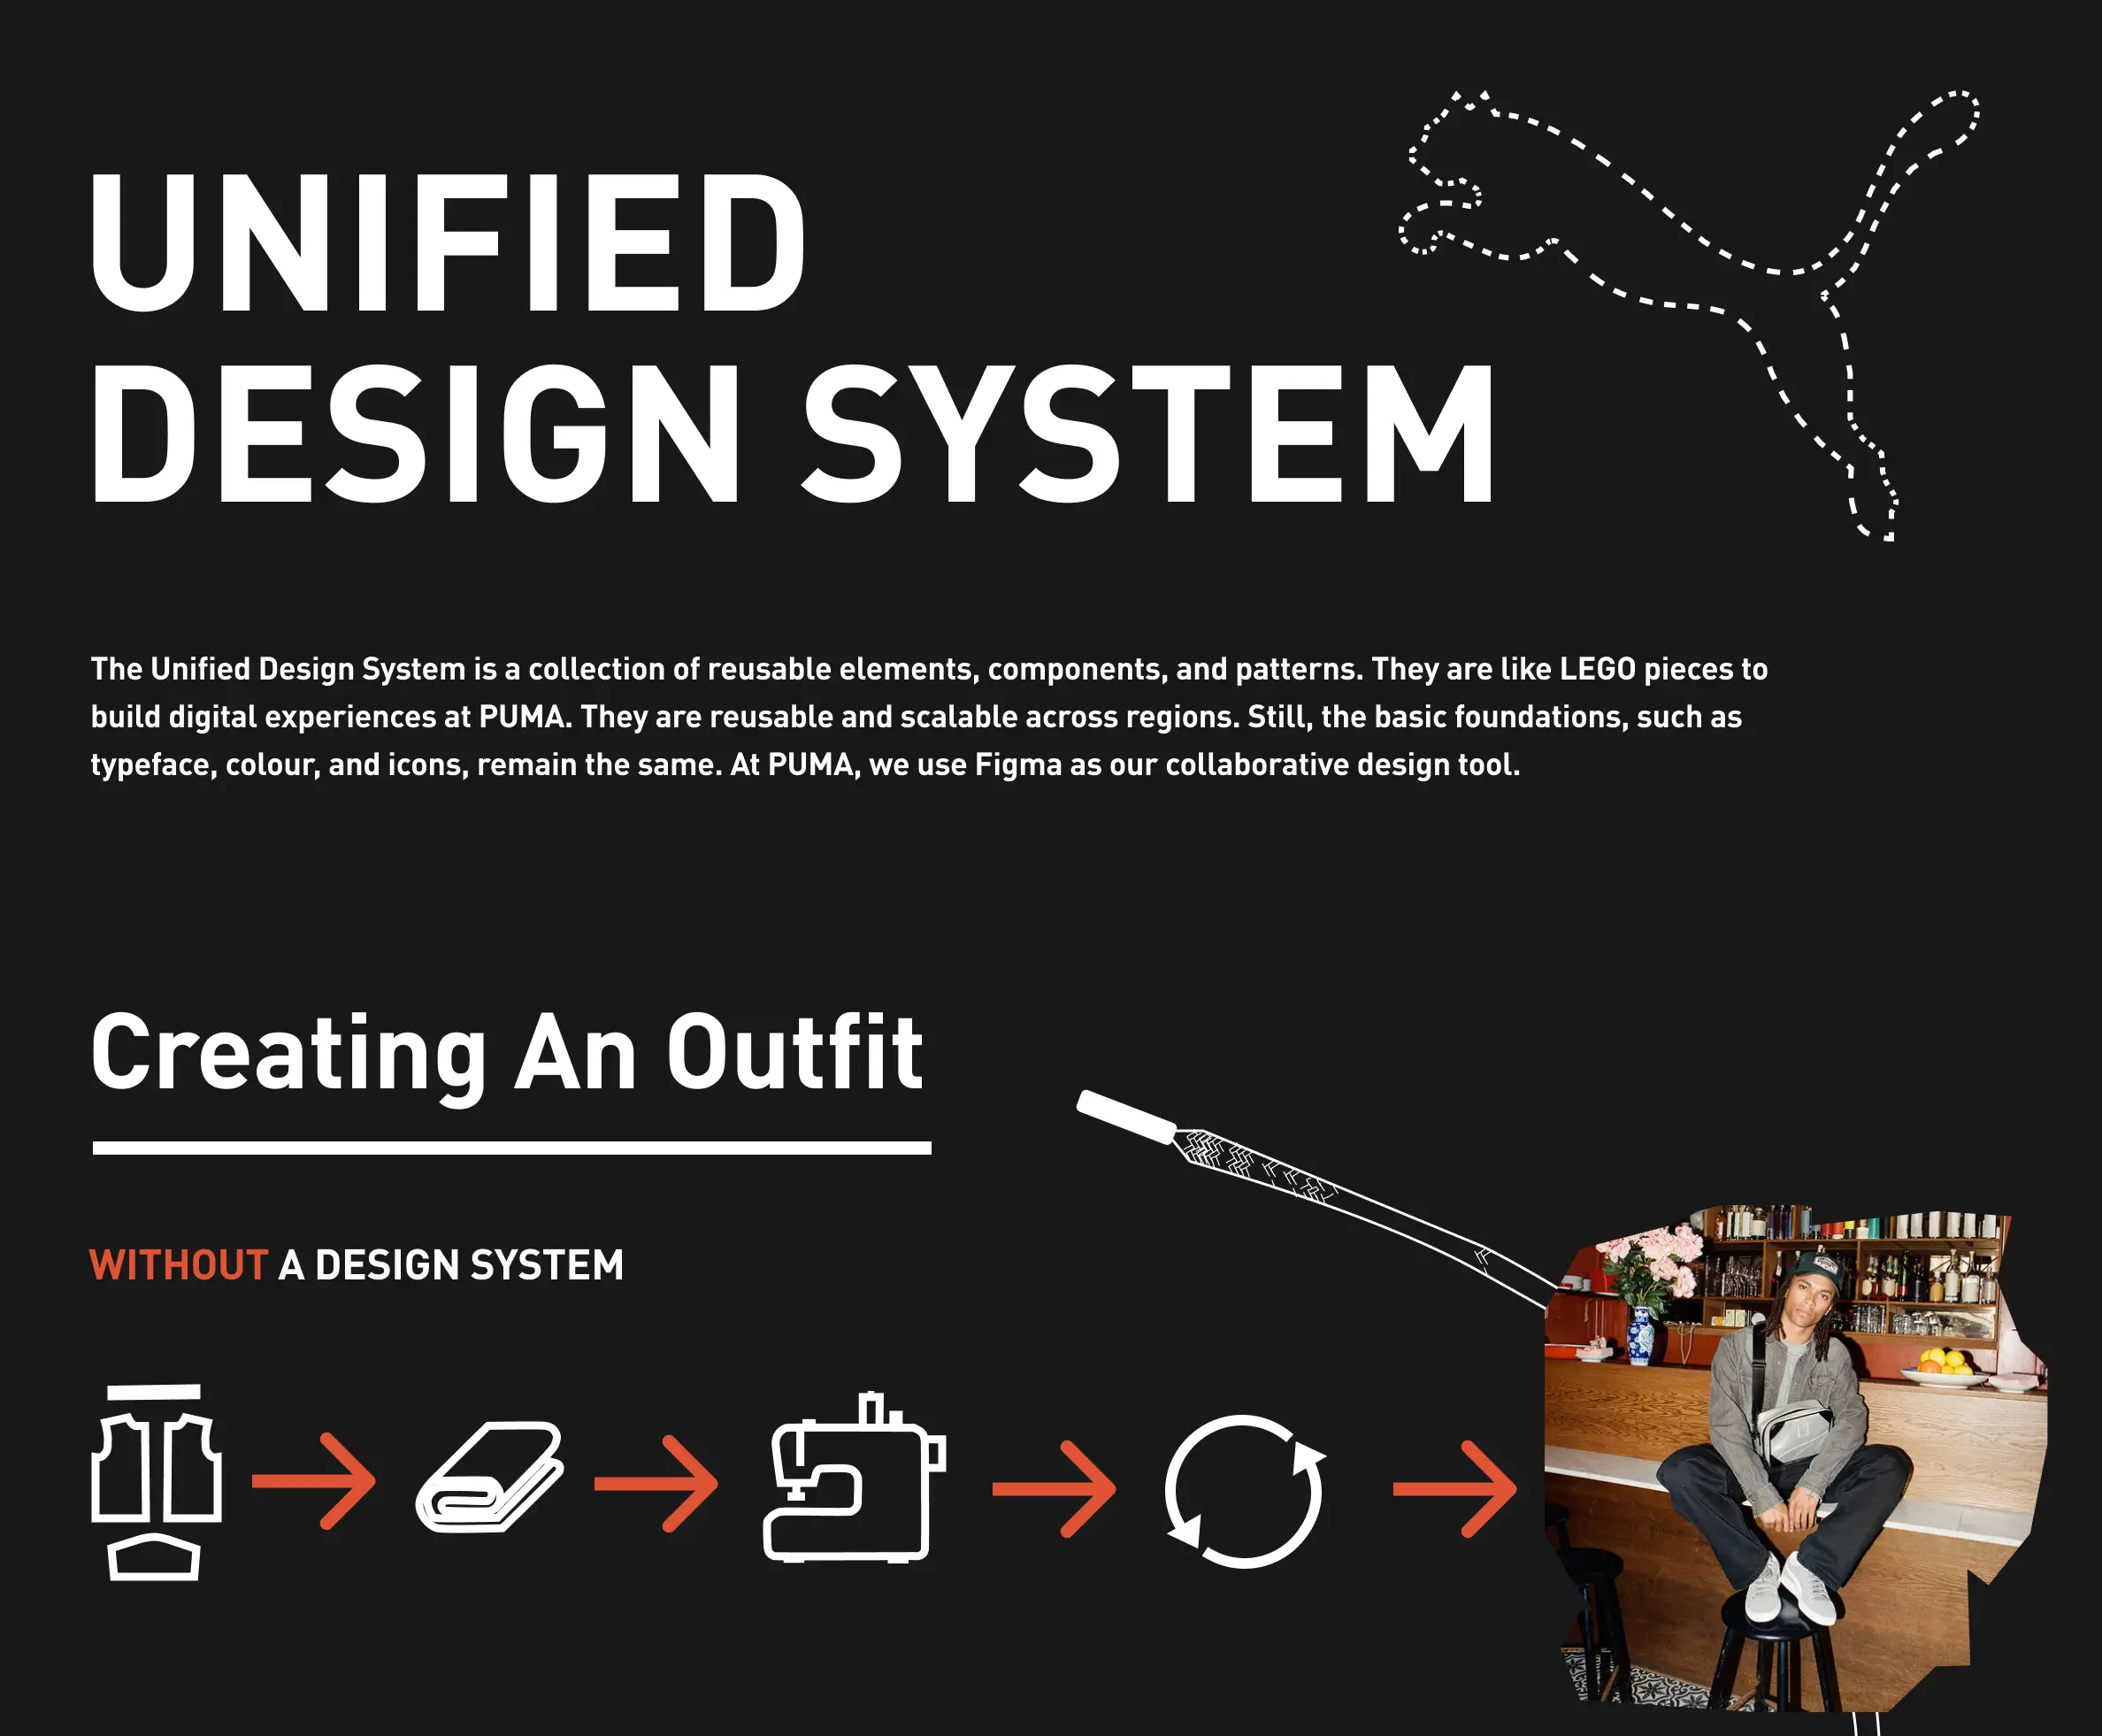 UNIFIED
DESIGN SYSTEM
The Unified Design System is a collection of reusable elements, components, and patterns. They are like LEGO pieces to
build digital experiences at PUMA. They are reusable and scalable across regions. Still, the basic foundations, such as
typeface, colour, and icons, remain the same. At PUMA, we use Figma as our collaborative design tool.
Creating An Outfit
WITHOUT A DESIGN SYSTEM